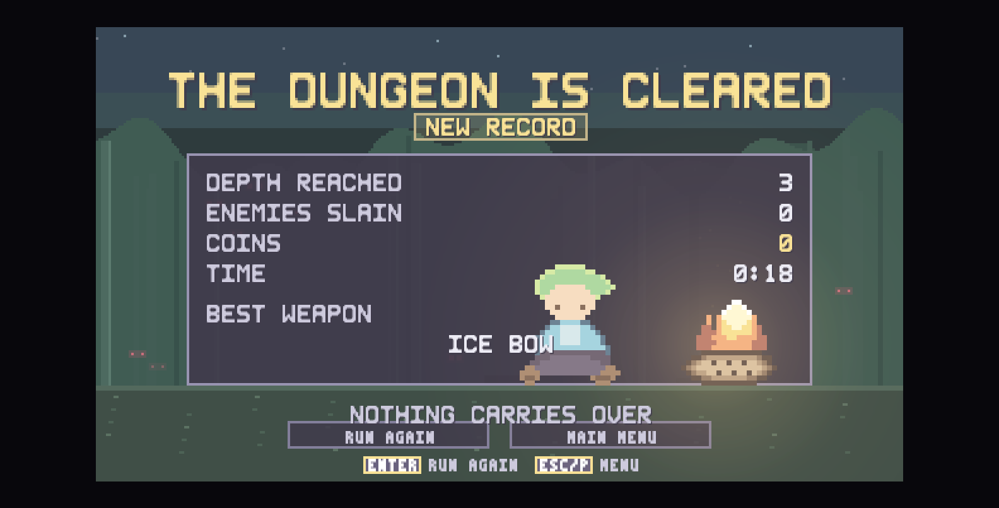 THE DUNGEON IS CLEARED
NEW RECORD
DEPTH REACHED 3
ENEMIES SLAIN 0
COINS 0
TIME 0:18
BEST WEAPON
ICE BOW
NOTHING CARRIES OVER
RUN AGAIN MAIN MENU
ENTER RUN AGAIN ESC/P MENU